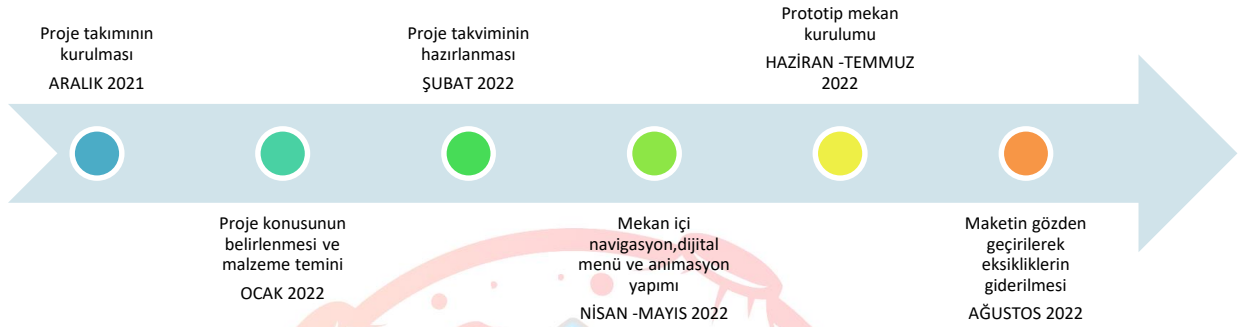 Proje takımının
kurulması
ARALIK 2021
Proje konusunun
belirlenmesi ve
malzeme temini
OCAK 2022
Proje takviminin
hazırlanması
ŞUBAT 2022
Mekan içi
navigasyon,dijital
menü ve animasyon
yapımı
NİSAN -MAYIS 2022
Prototip mekan
kurulumu
HAZİRAN -TEMMUZ
2022
Maketin gözden
geçirilerek
eksikliklerin
giderilmesi
AĞUSTOS 2022